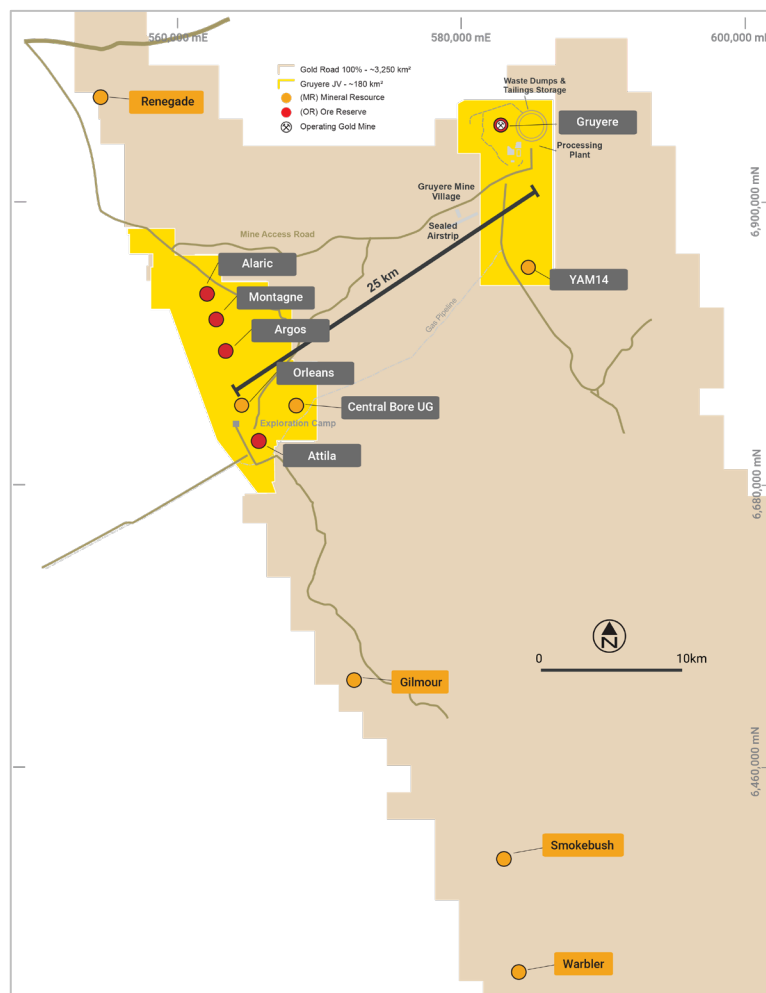 560,000 mE
580,000 mE
600,000 mE
Gold Road 100% - ~3,250 km²
Gruyere JV - ~180 km²
(MR) Mineral Resource
(OR) Ore Reserve
Operating Gold Mine
Renegade
Waste Dumps &
Tailings Storage
Gruyere
Processing
Plant
Gruyere Mine
Village
6,900,000 mN
Sealed
Airstrip
Mine Access Road
Alaric
25 km
YAM14
Montagne
Gas Pipeline
Argos
Orleans
Central Bore UG
Exploration Camp
Attila
6,680,000 mN
N
0
10km
Gilmour
6,460,000 mN
Smokebush
Warbler